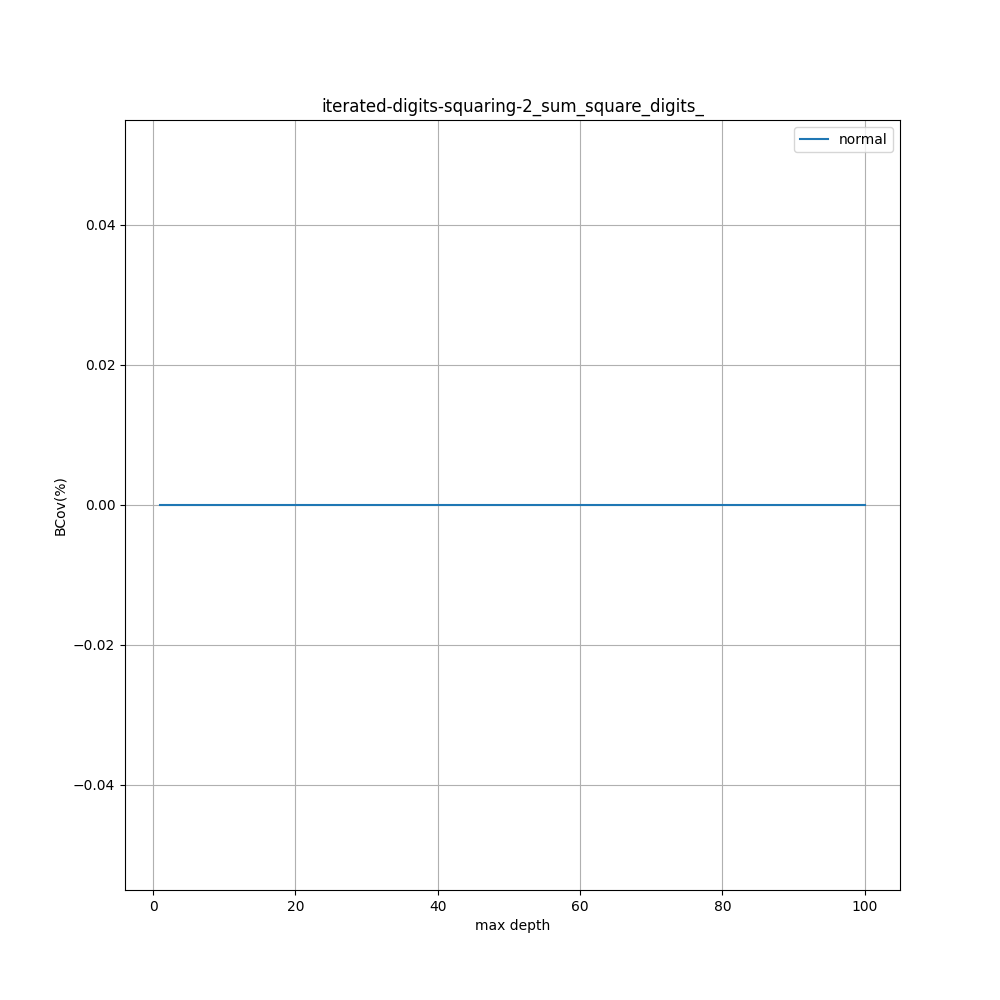 iterated-digits-squaring-2_sum_square_digits_
normal
0.04
0.02
0.00
−0.02
−0.04
BCov(%)
0 20 40 60 80 100
max depth